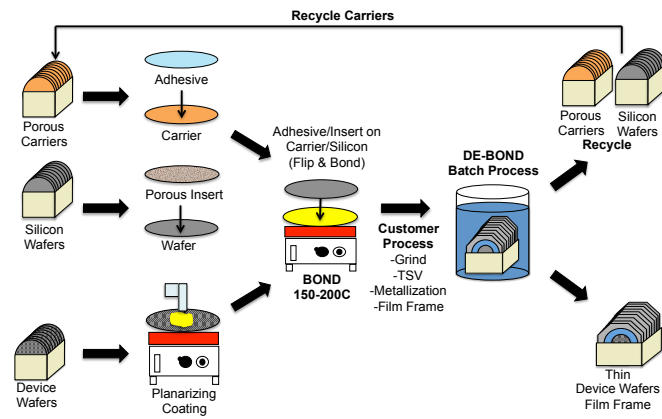 Recycle Carriers
Porous
Carriers
Adhesive
Carrier
Silicon
Wafers
Porous Insert
Wafer
Device
Wafers
Planarizing
Coating
Adhesive/Insert on
Carrier/Silicon
(Flip & Bond)
BOND
150-200C
Customer
Process
-Grind
-TSV
-Metallization
-Film Frame
DE-BOND
Batch Process
Porous
Carriers
Silicon
Wafers
Recycle
Thin
Device Wafers
Film Frame